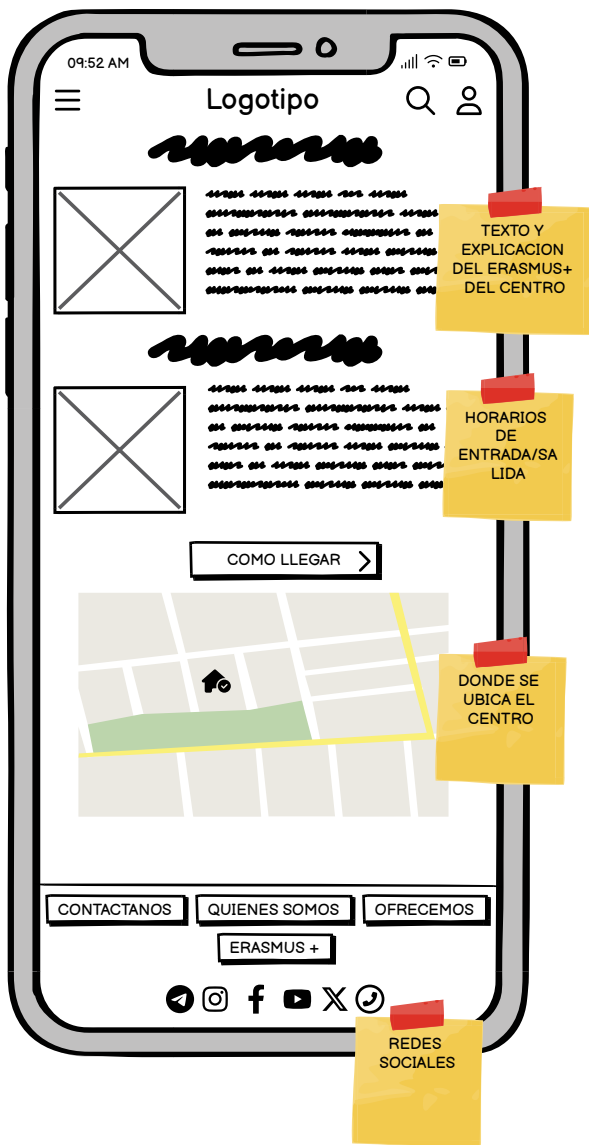 09:52 AM
Logotipo
TEXTO Y
EXPLICACION
DEL ERASMUS+
DEL CENTRO
HORARIOS
DE
ENTRADA/SA
LIDA
COMO LLEGAR
DONDE SE
UBICA EL
CENTRO
CONTACTANOS
QUIENES SOMOS
OFRECEMOS
ERASMUS +
REDES
SOCIALES